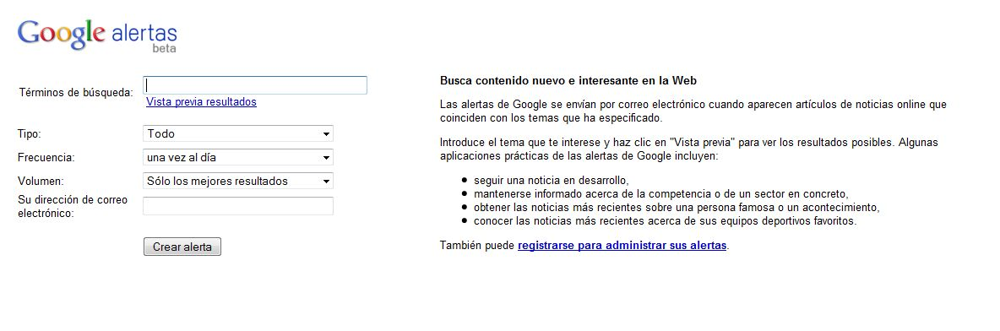 Google alertas
beta
Términos de búsqueda:
Vista previa resultados
Tipo: Todo
Frecuencia: una vez al día
Volumen: Sólo los mejores resultados
Su dirección de correo
electrónico:
Crear alerta
Busca contenido nuevo e interesante en la Web
Las alertas de Google se envían por correo electrónico cuando aparecen artículos de noticias online que
coinciden con los temas que ha especificado.
Introduce el tema que te interese y haz clic en "Vista previa" para ver los resultados posibles. Algunas
aplicaciones prácticas de las alertas de Google incluyen:
seguir una noticia en desarrollo,
mantenerse informado acerca de la competencia o de un sector en concreto,
obtener las noticias más recientes sobre una persona famosa o un acontecimiento,
conocer las noticias más recientes acerca de sus equipos deportivos favoritos.
También puede registrarse para administrar sus alertas.